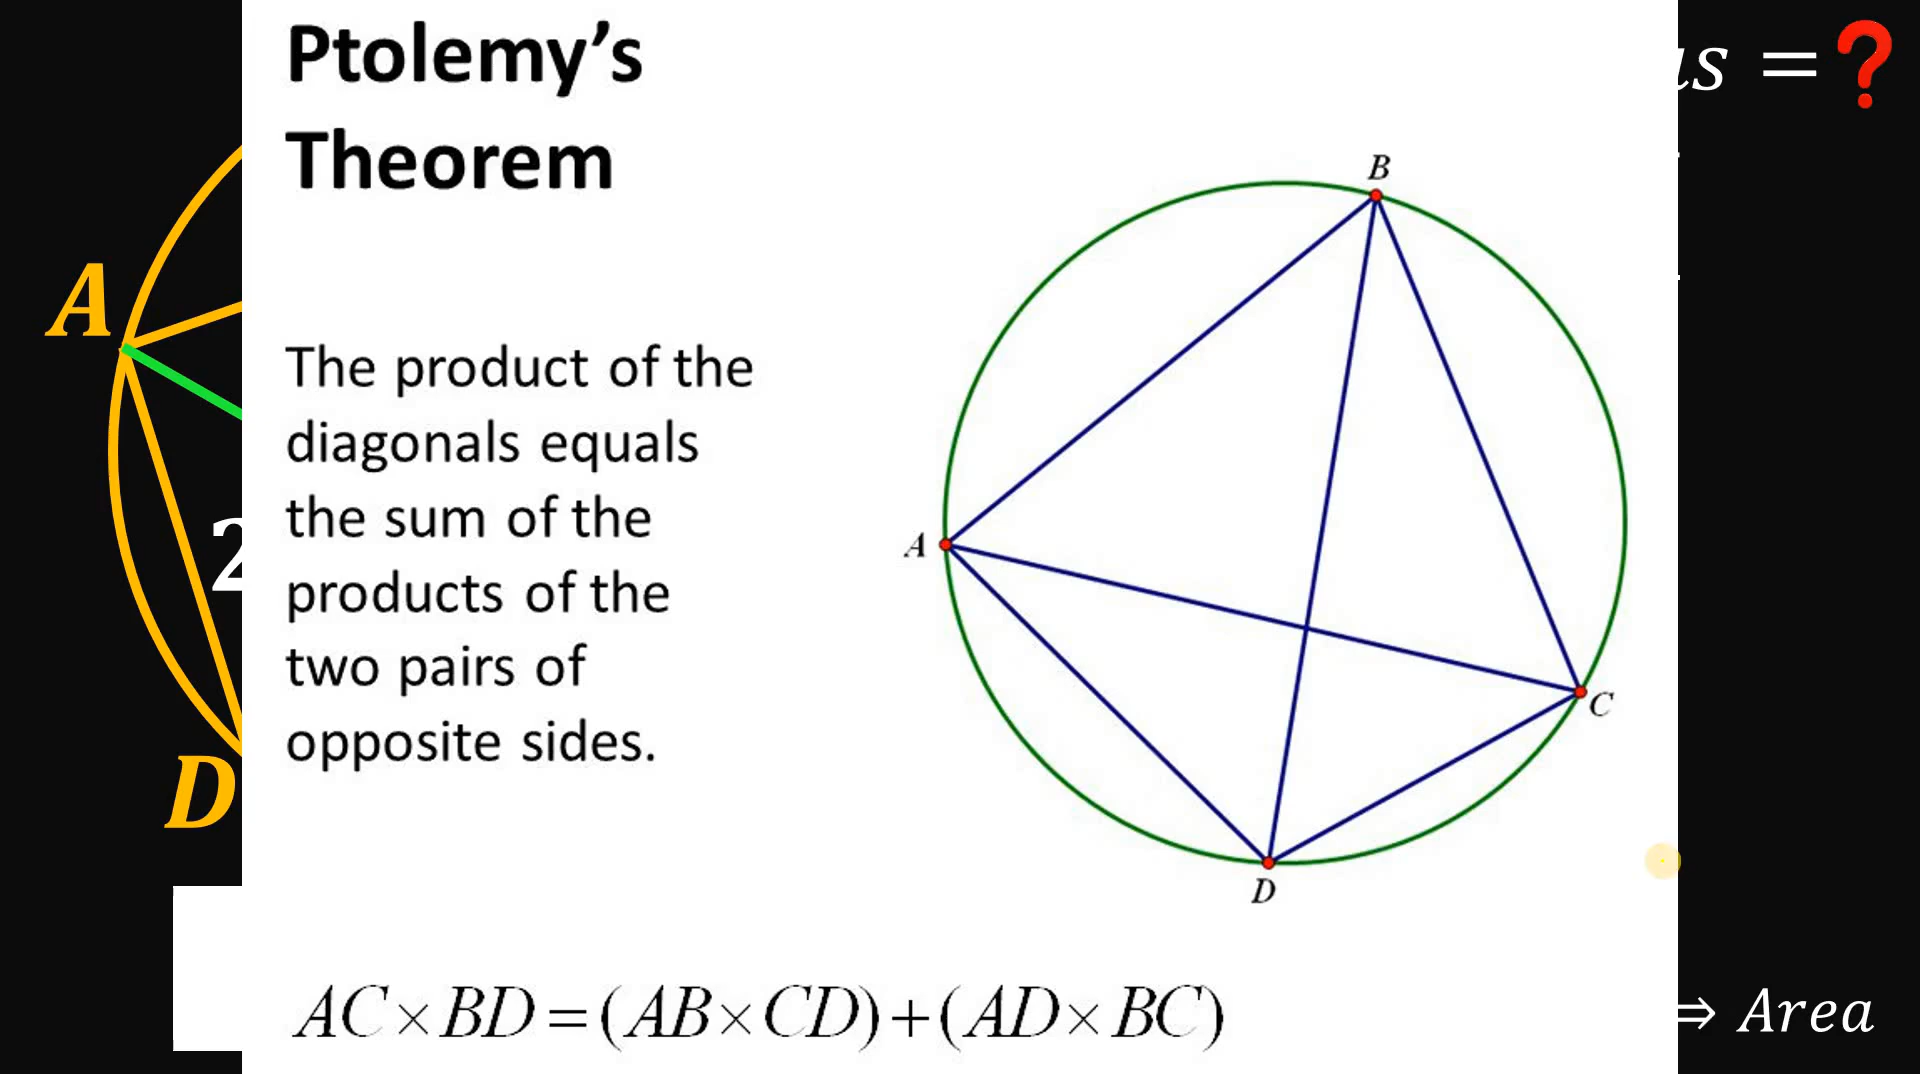 Ptolemy’s
Theorem
s =❓
B
A
The product of the
diagonals equals
the sum of the
products of the
two pairs of
opposite sides.
2
A
C
D
D
AC×BD=(AB×CD)+(AD×BC)
⇒ Area